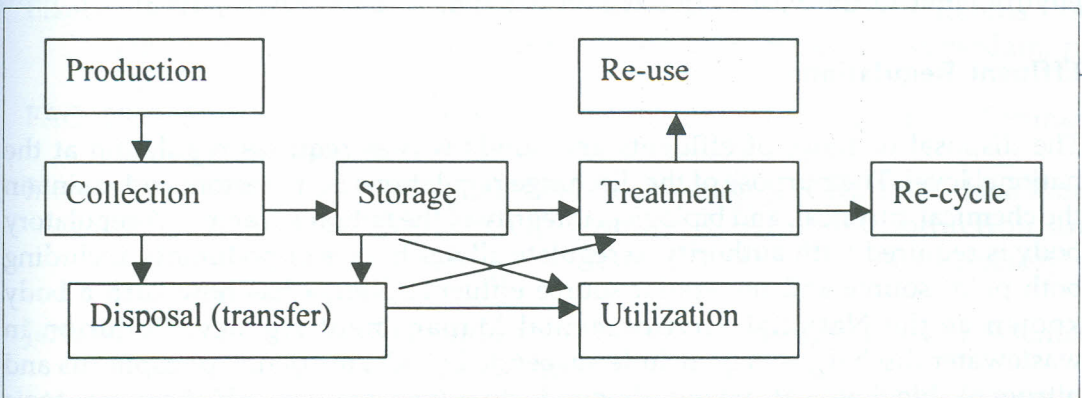 Production
Re-use
Collection
Storage
Treatment
Re-cycle
Disposal (transfer)
Utilization